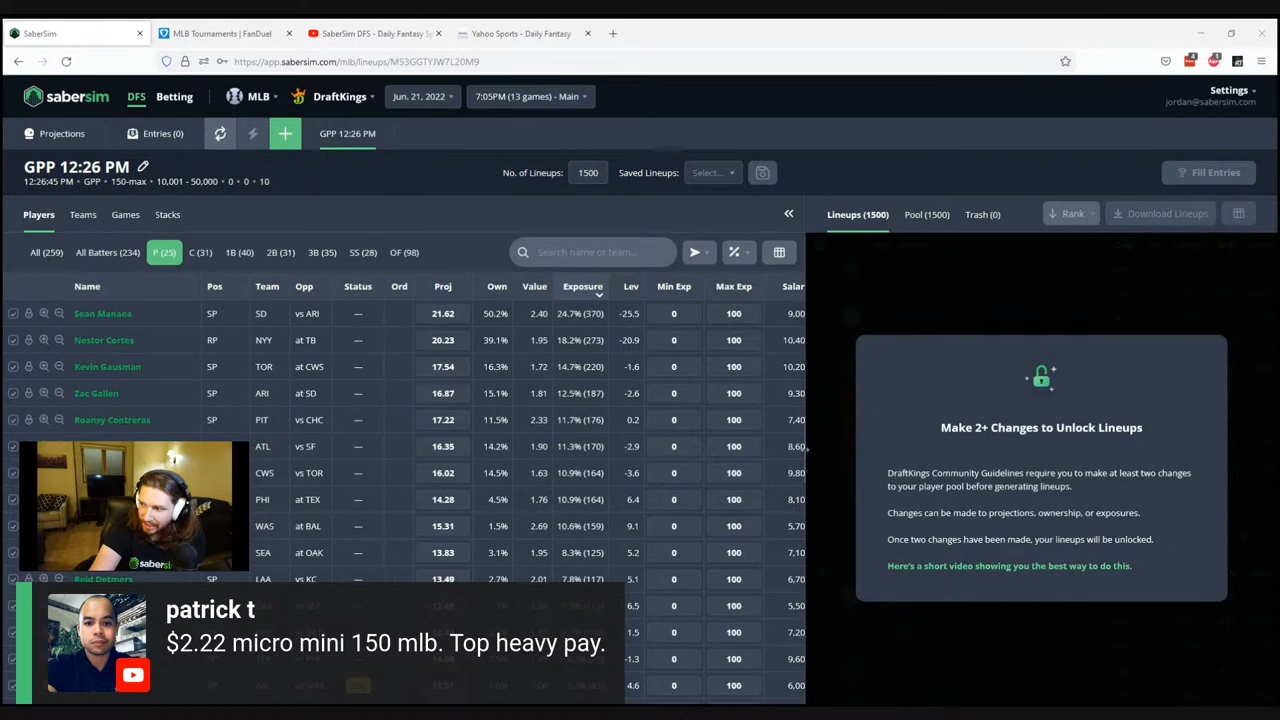 SaberSim
MLB Tournaments | FanDuel
SaberSim DFS - Daily Fantasy Sp
Yahoo Sports - Daily Fantasy
https://app.sabersim.com/mlb/lineups/M53GGTYJW7L20M9
sabersim
DFS
Betting
MLB
DraftKings
Jun. 21, 2022
7:05PM (13 games) - Main
Settings
jordan@sabersim.com
Projections
Entries (0)
GPP 12:26 PM
GPP 12:26 PM
12:26:45 PM • GPP • 150-max • 10,001 - 50,000 • 0 • 0 • 10
No. of Lineups: 1500
Saved Lineups: Select...
Fill Entries
Players Teams Games Stacks
Lineups (1500) Pool (1500) Trash (0)
Rank
Download Lineups
All (259) All Batters (234) P (25) C (31) 1B (40) 2B (31) 3B (35) SS (28) OF (98)
Search name or team...
Name Pos Team Opp Status Ord Proj Own Value Exposure Lev Min Exp Max Exp Salar
Sean Manaea SP SD vs ARI — 21.62 50.2% 2.40 24.7% (370) -25.5 0 100 9,00
Nestor Cortes RP NYY at TB — 20.23 39.1% 1.95 18.2% (273) -20.9 0 100 10,40
Kevin Gausman SP TOR at CWS — 17.54 16.3% 1.72 14.7% (220) -1.6 0 100 10,20
Zac Gallen SP ARI at SD — 16.87 15.1% 1.81 12.5% (187) -2.6 0 100 9,30
Roansy Contreras SP PIT vs CHC — 17.22 11.5% 2.33 11.7% (176) 0.2 0 100 7,40
ATL vs SF — 16.35 14.2% 1.90 11.3% (170) -2.9 0 100 8,60
CWS vs TOR — 16.02 14.5% 1.63 10.9% (164) -3.6 0 100 9,80
PHI at TEX — 14.28 4.5% 1.76 10.9% (164) 6.4 0 100 8,10
WAS at BAL — 15.31 1.5% 2.69 10.6% (159) 9.1 0 100 5,70
SEA at OAK — 13.83 3.1% 1.95 8.3% (125) 5.2 0 100 7,10
Reid Detmers SP LAA vs KC — 13.49 2.7% 2.01 7.8% (117) 5.1 0 100 6,70
6.5 0 100 5,50
1.5 0 100 7,20
-1.3 0 100 9,60
4.6 0 100 6,00
Make 2+ Changes to Unlock Lineups
DraftKings Community Guidelines require you to make at least two changes
to your player pool before generating lineups.
Changes can be made to projections, ownership, or exposures.
Once two changes have been made, your lineups will be unlocked.
Here's a short video showing you the best way to do this.
patrick t
$2.22 micro mini 150 mlb. Top heavy pay.